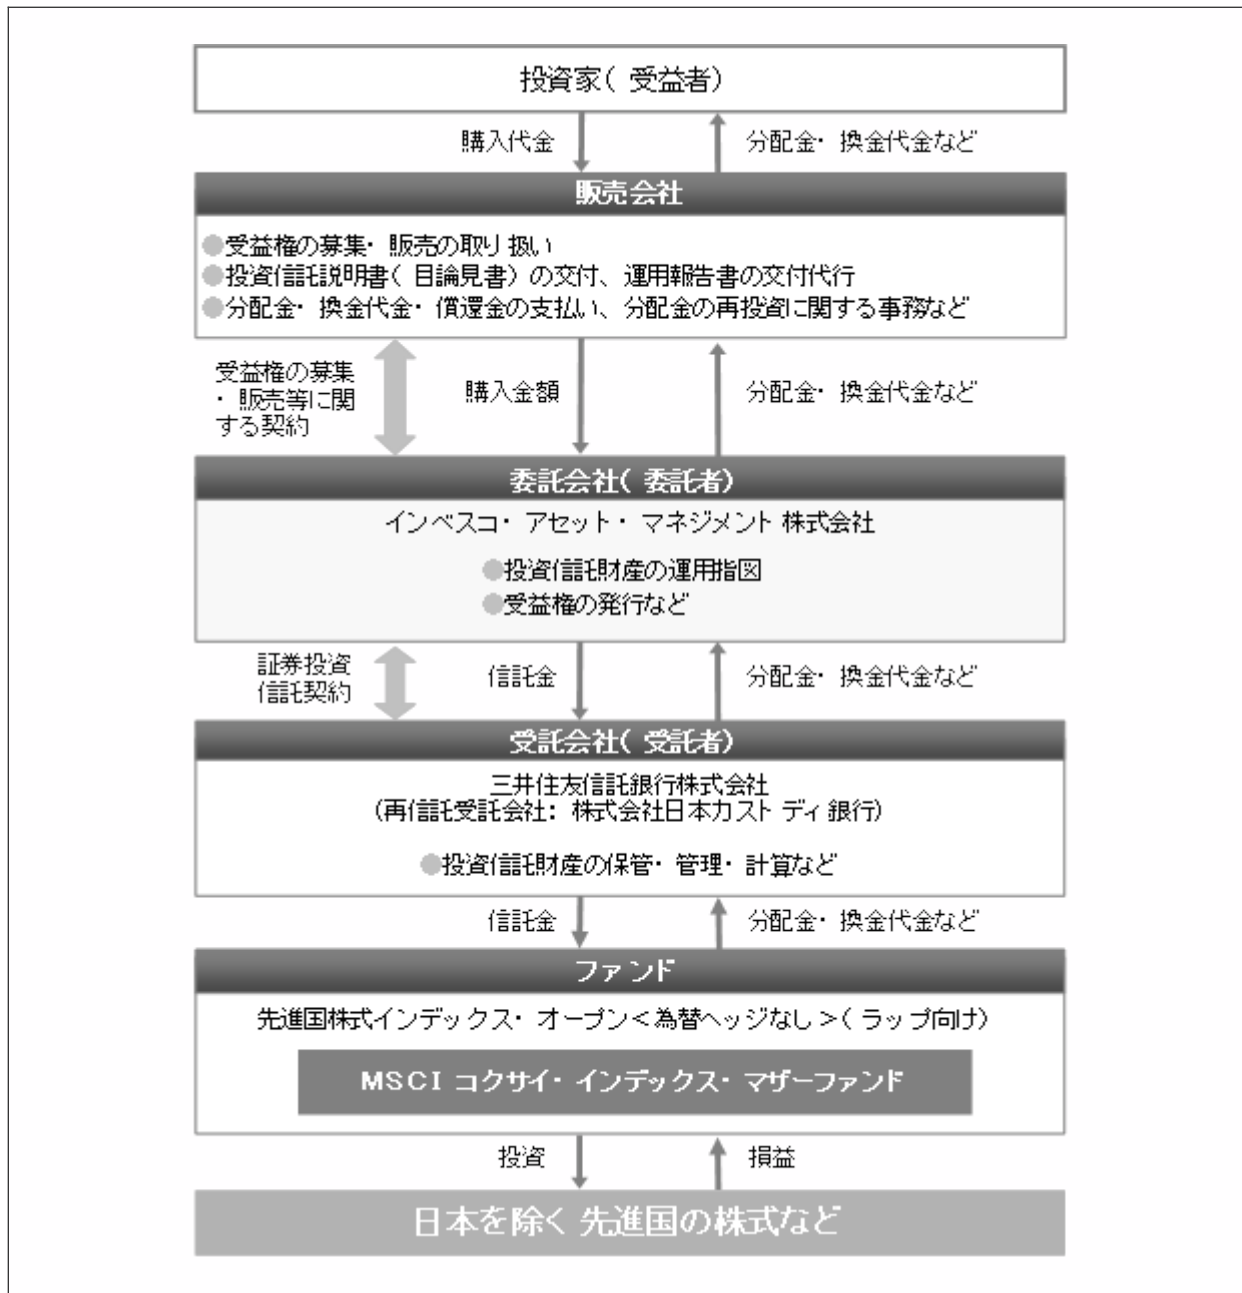 投資家(受益者)
購入代金
分配金・換金代金など
販売会社
●受益権の募集・販売の取り扱い
●投資信託説明書(目論見書)の交付、運用報告書の交付代行
●分配金・換金代金・償還金の支払い、分配金の再投資に関する事務など
受益権の募集
・販売等に関
する契約
購入金額
分配金・換金代金など
委託会社(委託者)
インベスコ・アセット・マネジメント株式会社
●投資信託財産の運用指図
●受益権の発行など
証券投資
信託契約
信託金
分配金・換金代金など
受託会社(受託者)
三井住友信託銀行株式会社
(再信託受託会社:株式会社日本カストディ銀行)
●投資信託財産の保管・管理・計算など
信託金
分配金・換金代金など
ファンド
先進国株式インデックス・オープン<為替ヘッジなし>(ラップ向け)
MSCI コクサイ・インデックス・マザーファンド
投資
損益
日本を除く先進国の株式など